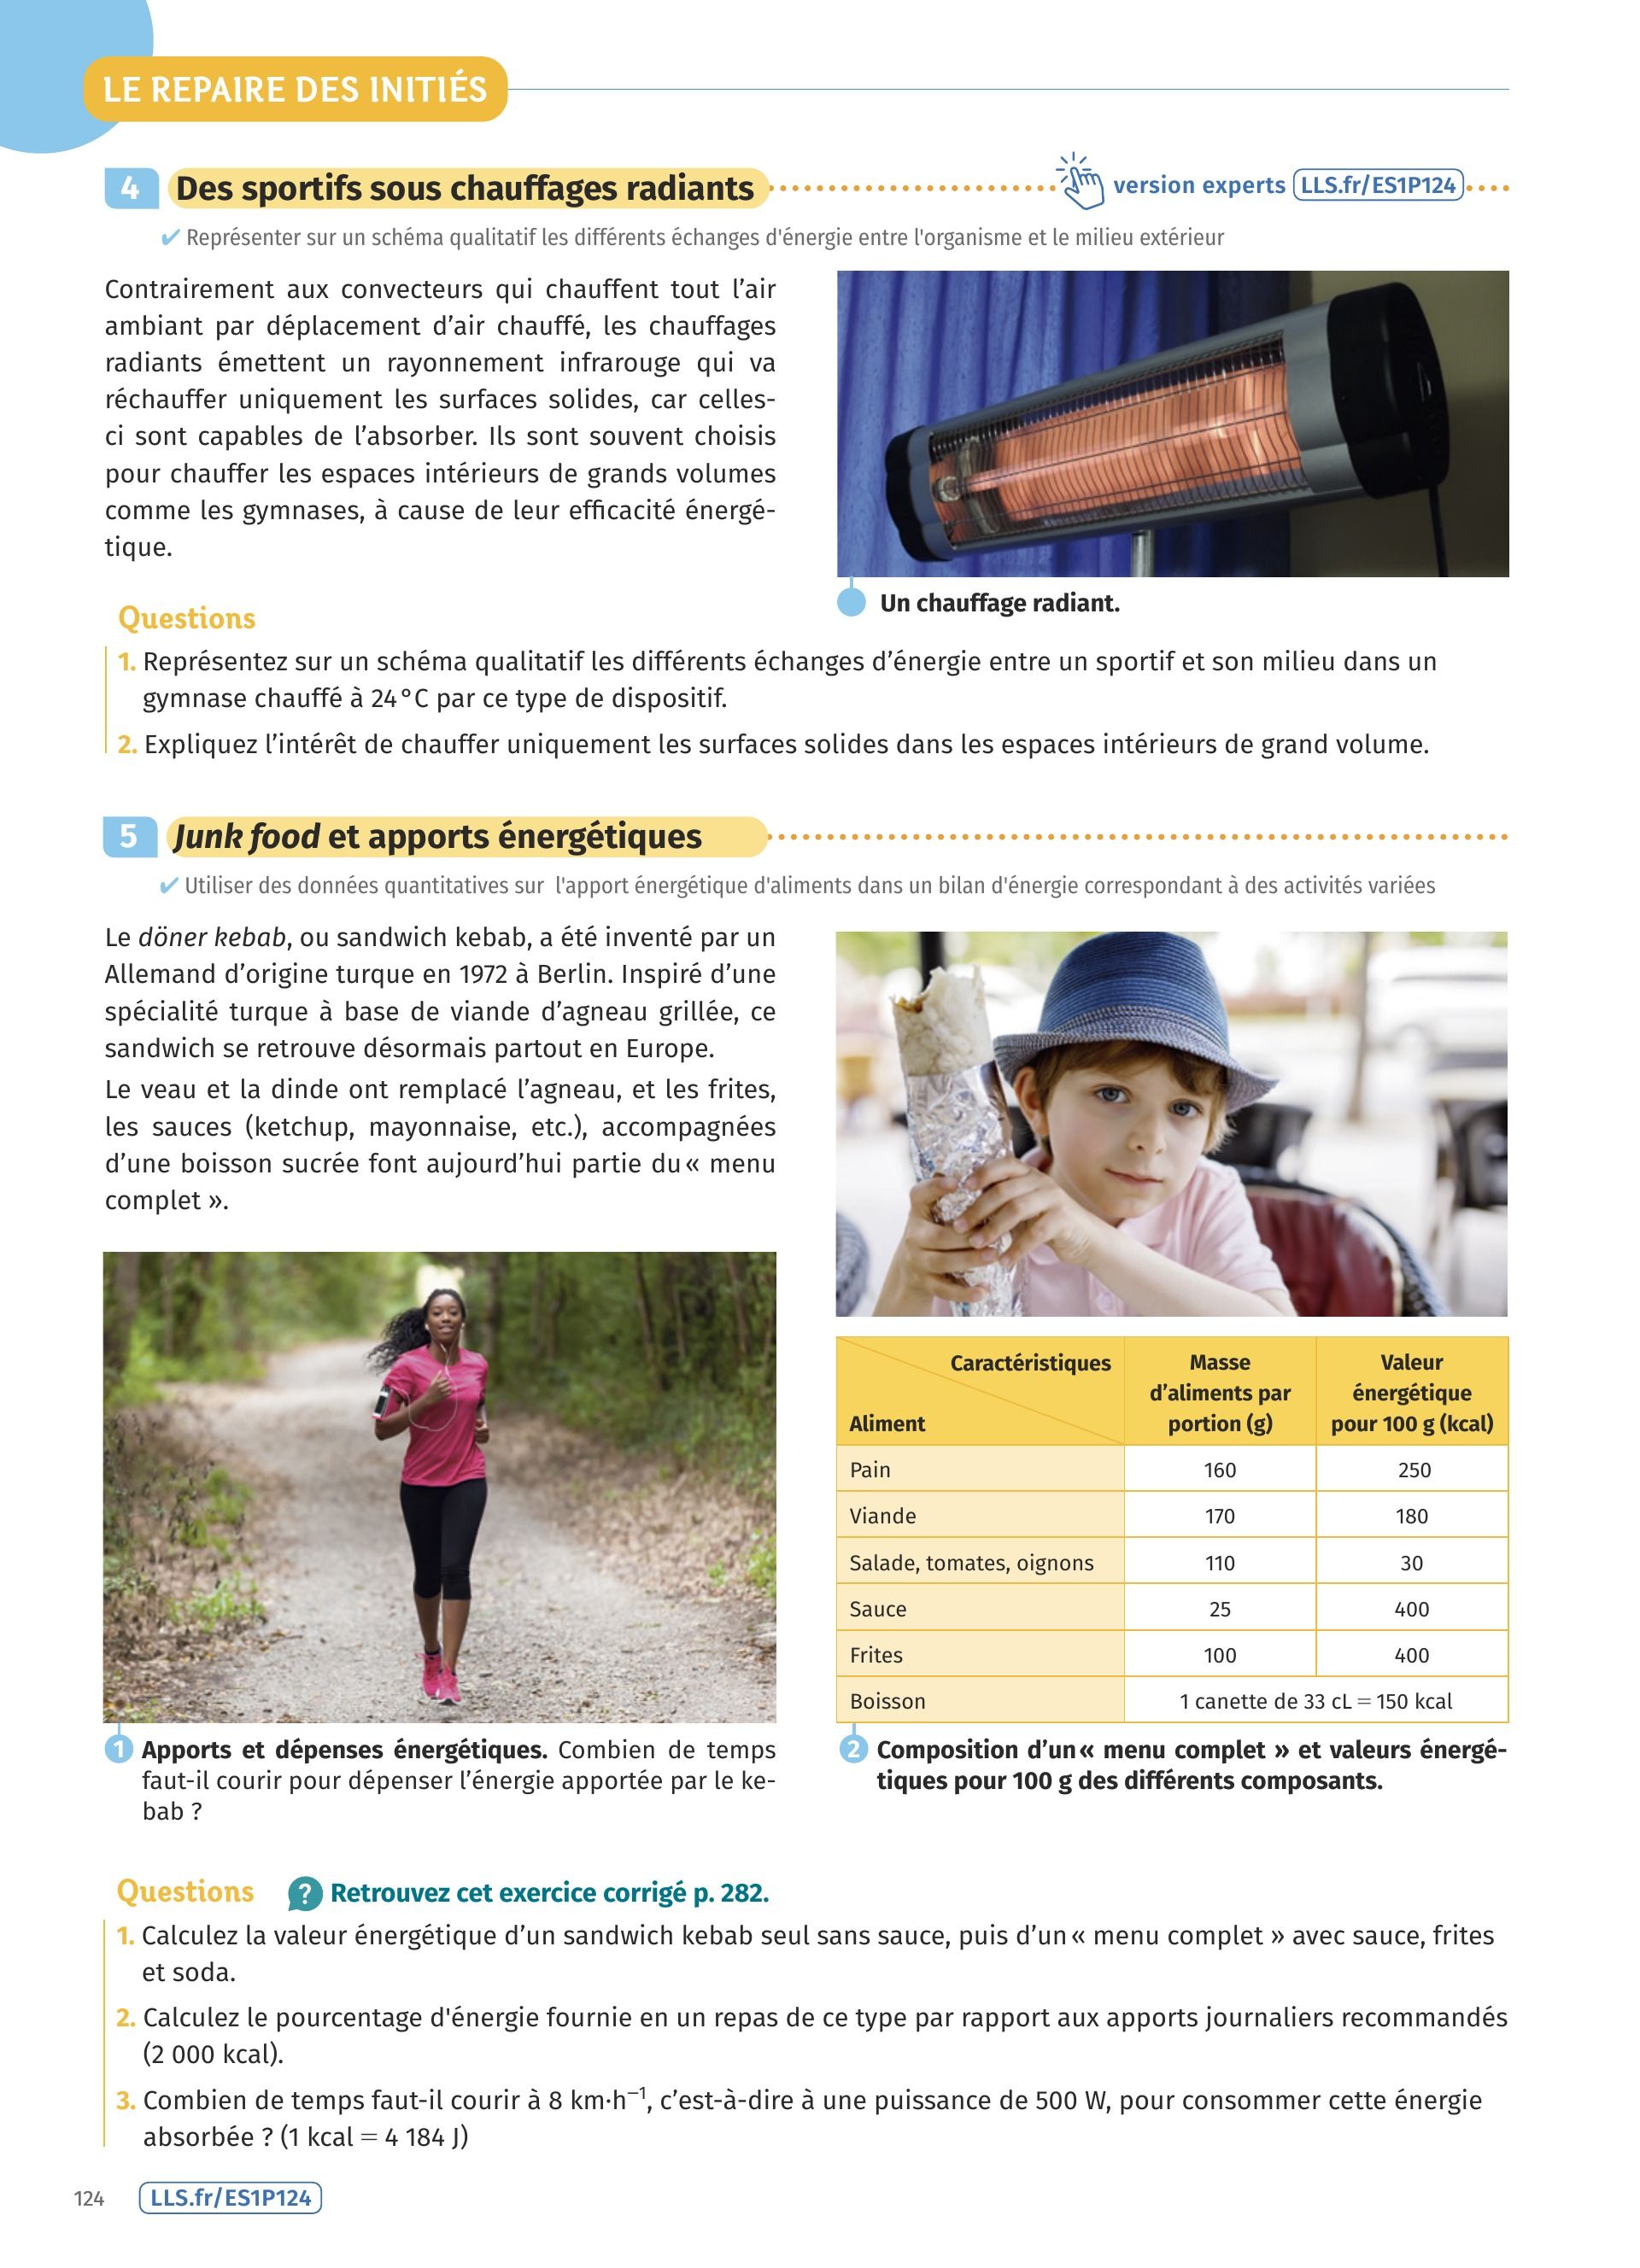 LE REPAIRE DES INITIÉS
4 Des sportifs sous chauffages radiants
version experts LLS.fr/ES1P124
✔ Représenter sur un schéma qualitatif les différents échanges d'énergie entre l'organisme et le milieu extérieur
Contrairement aux convecteurs qui chauffent tout l’air
ambiant par déplacement d’air chauffé, les chauffages
radiants émettent un rayonnement infrarouge qui va
réchauffer uniquement les surfaces solides, car celles-
ci sont capables de l’absorber. Ils sont souvent choisis
pour chauffer les espaces intérieurs de grands volumes
comme les gymnases, à cause de leur efficacité énergé-
tique.
Un chauffage radiant.
Questions
1. Représentez sur un schéma qualitatif les différents échanges d’énergie entre un sportif et son milieu dans un
gymnase chauffé à 24 °C par ce type de dispositif.
2. Expliquez l’intérêt de chauffer uniquement les surfaces solides dans les espaces intérieurs de grand volume.
5 Junk food et apports énergétiques
✔ Utiliser des données quantitatives sur l'apport énergétique d'aliments dans un bilan d'énergie correspondant à des activités variées
Le döner kebab, ou sandwich kebab, a été inventé par un
Allemand d’origine turque en 1972 à Berlin. Inspiré d’une
spécialité turque à base de viande d’agneau grillée, ce
sandwich se retrouve désormais partout en Europe.
Le veau et la dinde ont remplacé l’agneau, et les frites,
les sauces (ketchup, mayonnaise, etc.), accompagnées
d’une boisson sucrée font aujourd’hui partie du « menu
complet ».
1 Apports et dépenses énergétiques. Combien de temps
faut-il courir pour dépenser l’énergie apportée par le ke-
bab ?
Caractéristiques
Aliment
Masse
d’aliments par
portion (g)
Valeur
énergétique
pour 100 g (kcal)
Pain 160 250
Viande 170 180
Salade, tomates, oignons 110 30
Sauce 25 400
Frites 100 400
Boisson 1 canette de 33 cL = 150 kcal
2 Composition d’un « menu complet » et valeurs énergé-
tiques pour 100 g des différents composants.
Questions
? Retrouvez cet exercice corrigé p. 282.
1. Calculez la valeur énergétique d’un sandwich kebab seul sans sauce, puis d’un « menu complet » avec sauce, frites
et soda.
2. Calculez le pourcentage d'énergie fournie en un repas de ce type par rapport aux apports journaliers recommandés
(2 000 kcal).
3. Combien de temps faut-il courir à 8 km·h⁻¹, c’est-à-dire à une puissance de 500 W, pour consommer cette énergie
absorbée ? (1 kcal = 4 184 J)
124 LLS.fr/ES1P124